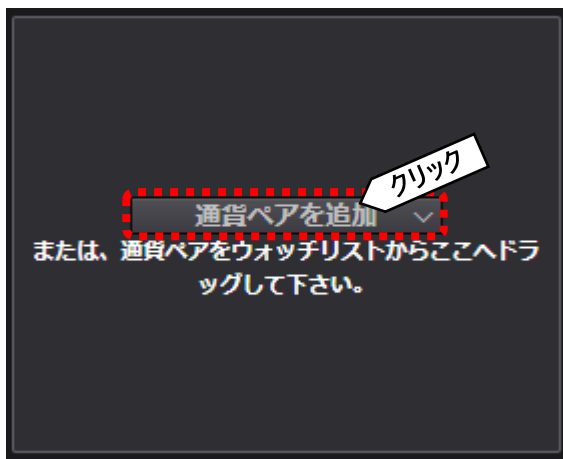 クリック
通貨ペアを追加
または、通貨ペアをウォッチリストからここへドラ
ッグして下さい。